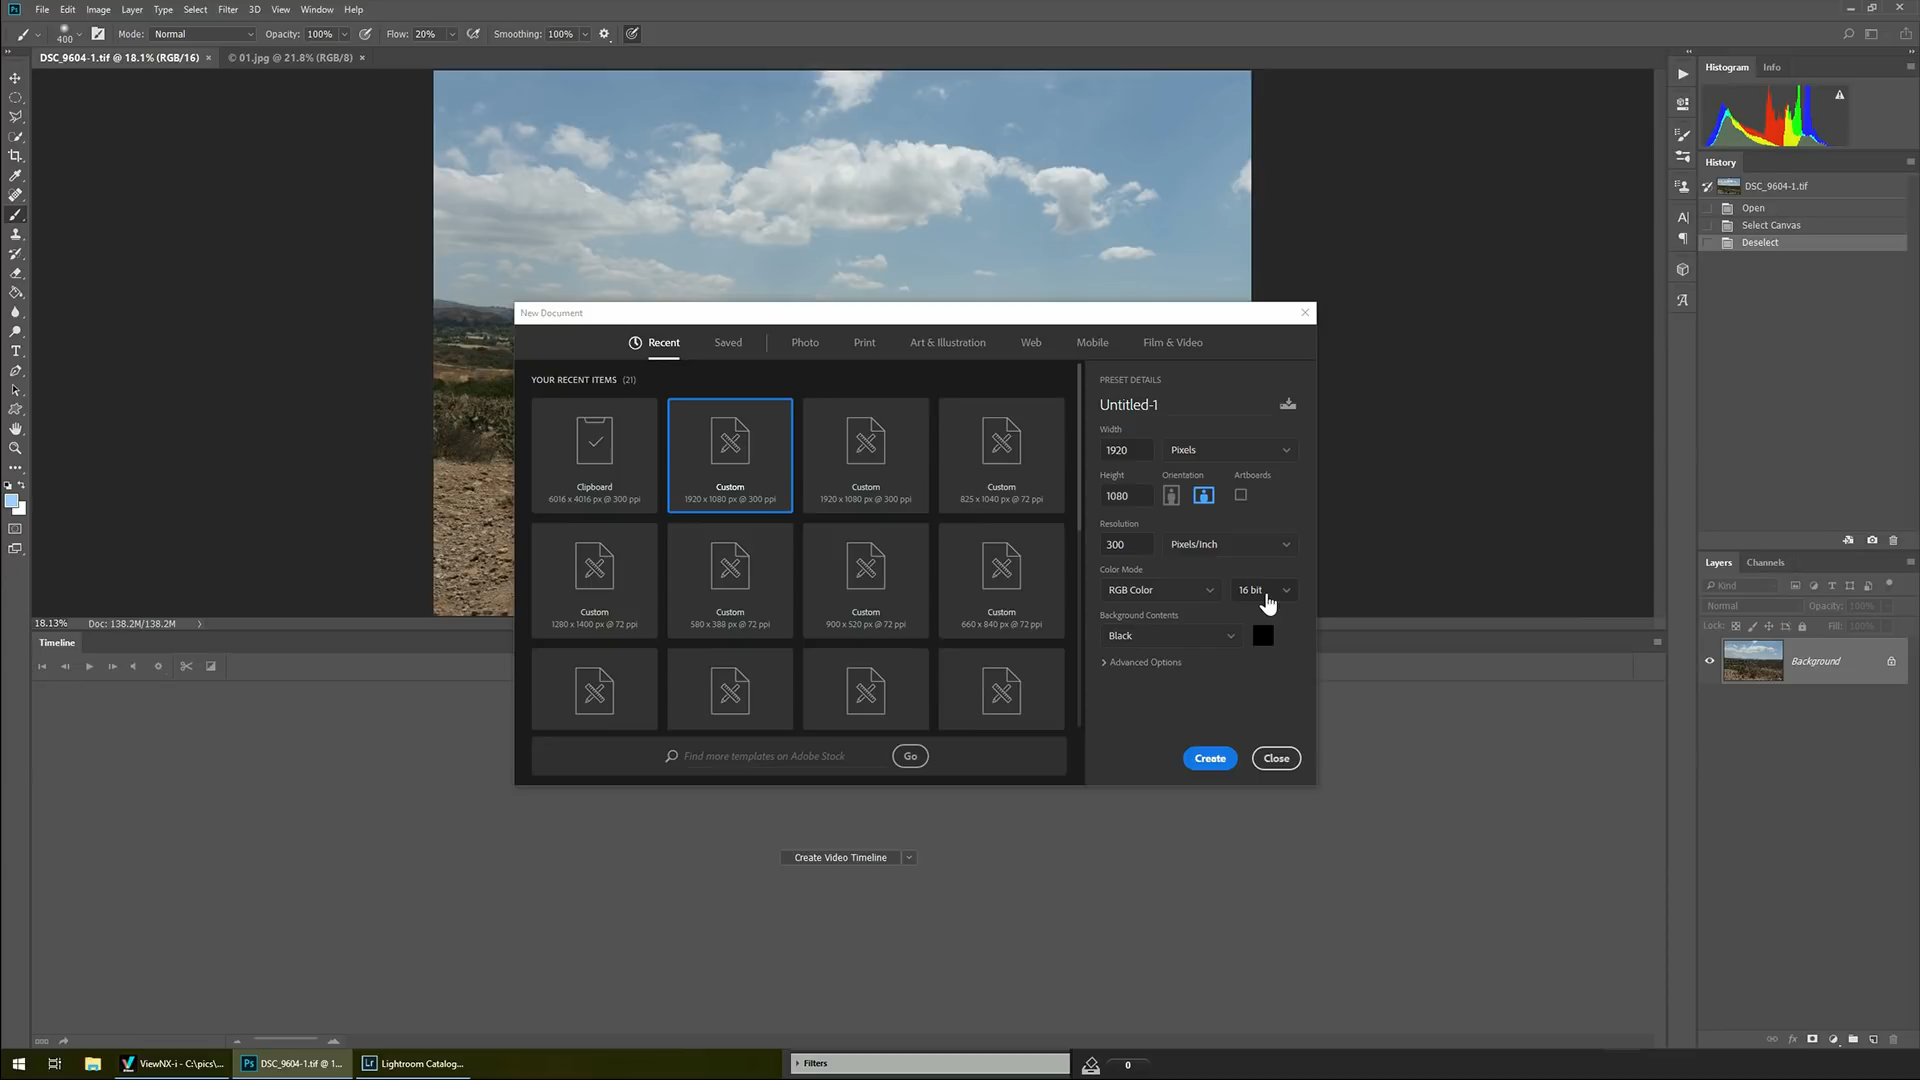 File Edit Image Layer Type Select Filter 3D View Window Help
400 Mode: Normal Opacity: 100% Flow: 20% Smoothing: 100%
DSC_9604-1.tif @ 18.1% (RGB/16) × © 01.jpg @ 21.8% (RGB/8) ×
Histogram Info
History
DSC_9604-1.tif
Open
Select Canvas
Deselect
New Document
Recent Saved Photo Print Art & Illustration Web Mobile Film & Video
YOUR RECENT ITEMS (21)
Clipboard
6016 x 4016 px @ 300 ppi
Custom
1920 x 1080 px @ 300 ppi
Custom
1920 x 1080 px @ 300 ppi
Custom
825 x 1040 px @ 72 ppi
Custom
1280 x 1400 px @ 72 ppi
Custom
580 x 388 px @ 72 ppi
Custom
900 x 520 px @ 72 ppi
Custom
660 x 840 px @ 72 ppi
Find more templates on Adobe Stock Go
PRESET DETAILS
Untitled-1
Width
1920 Pixels
Height Orientation Artboards
1080
Resolution
300 Pixels/Inch
Color Mode
RGB Color 16 bit
Background Contents
Black
Advanced Options
Create Close
Layers Channels
Kind
Normal Opacity: 100%
Lock: Fill: 100%
Background
18.13% Doc: 138.2M/138.2M
Timeline
Create Video Timeline
ViewNX-i - C:\pics\... DSC_9604-1.tif @ 1... Lightroom Catalog...
Filters 0